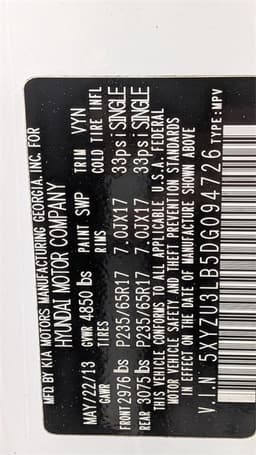 MFD. BY KIA MOTORS MANUFACTURING GEORGIA, INC. FOR
HYUNDAI MOTOR COMPANY
MAY/22/13 PAINT SWP TRIM VYN
GVWR 4850 lbs
GAWR TIRES COLD TIRE INFL
FRONT 2976 lbs P235/65R17 7.0JX17 33psi SINGLE
REAR 3075 lbs P235/65R17 7.0JX17 33psi SINGLE
THIS VEHICLE CONFORMS TO ALL APPLICABLE U.S.A. FEDERAL
MOTOR VEHICLE SAFETY AND THEFT PREVENTION STANDARDS
IN EFFECT ON THE DATE OF MANUFACTURE SHOWN ABOVE
V.I.N. 5XYZU3LB5DG094726 TYPE:MPV